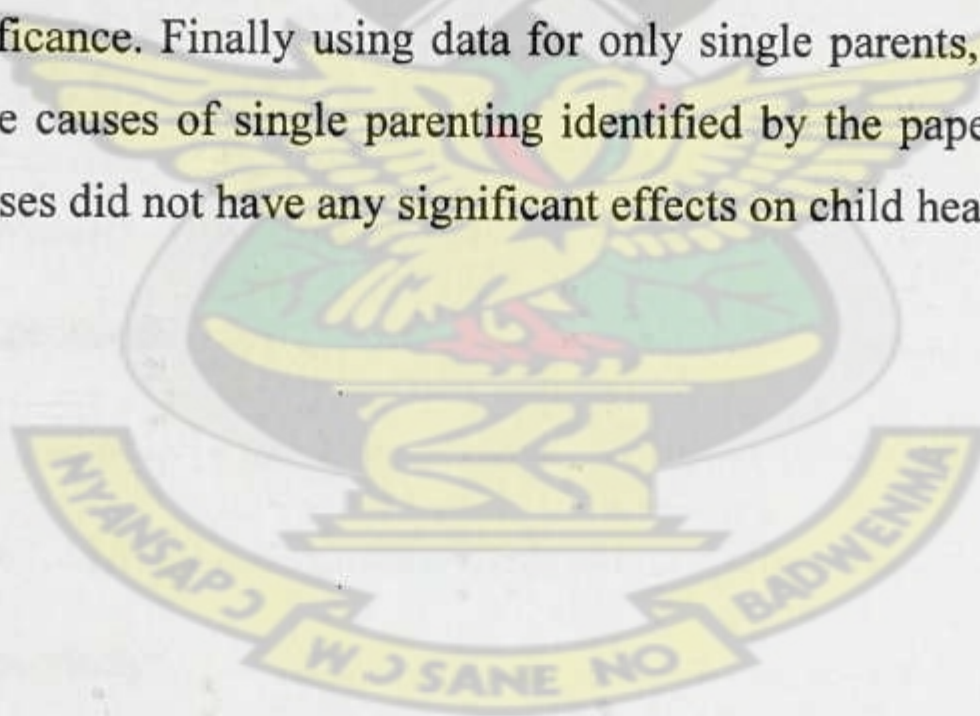 ficance. Finally using data for only single parents,
e causes of single parenting identified by the pape
ses did not have any significant effects on child hea
NYANSAPƆ
WƆSANE NO
BADWENMA